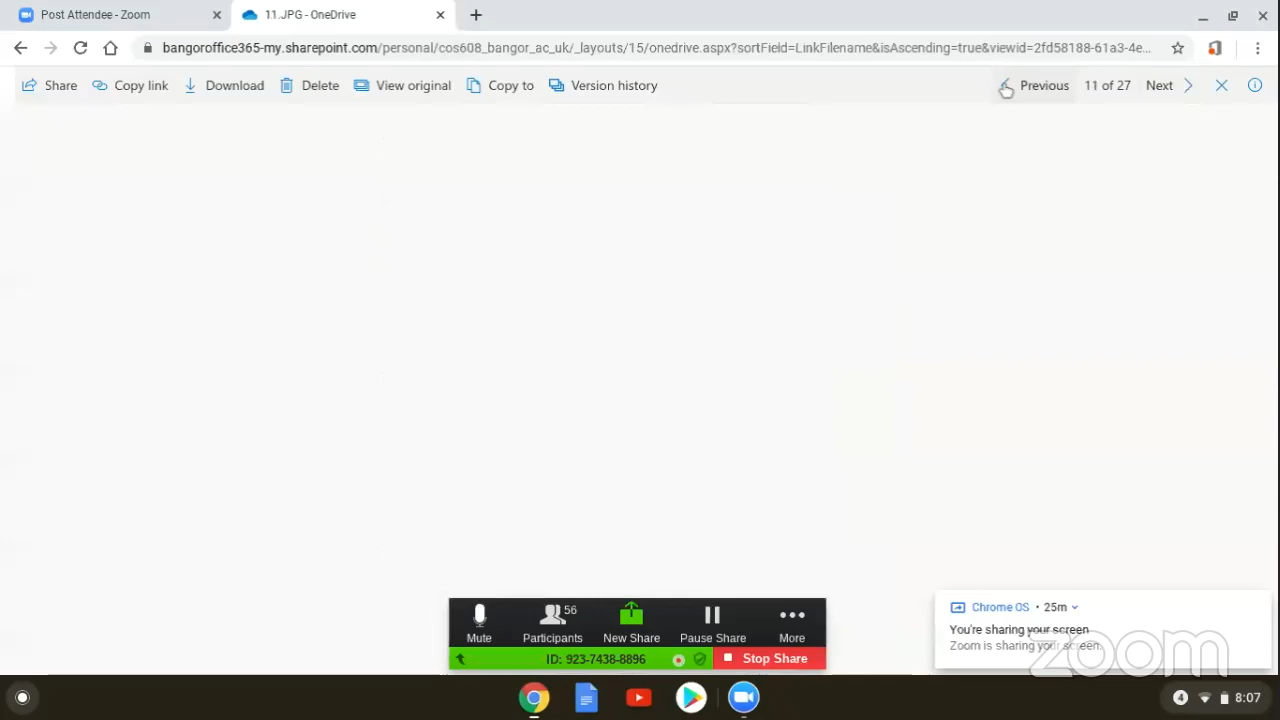 Post Attendee - Zoom
11.JPG - OneDrive
bangoroffice365-my.sharepoint.com/personal/cos608_bangor_ac_uk/_layouts/15/onedrive.aspx?sortField=LinkFilename&isAscending=true&viewid=2fd58188-61a3-4e...
Share Copy link Download Delete View original Copy to Version history Previous 11 of 27 Next
56
Mute Participants New Share Pause Share More
ID: 923-7438-8896 Stop Share
Chrome OS • 25m
You're sharing your screen
Zoom is sharing your screen.
zoom
4 8:07